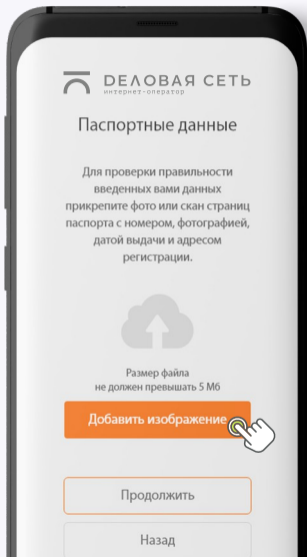 DЕЛОВАЯ СЕТЬ
интернет-оператор
Паспортные данные
Для проверки правильности
введенных вами данных
прикрепите фото или скан страниц
паспорта с номером, фотографией,
датой выдачи и адресом
регистрации.
Размер файла
не должен превышать 5 Мб
Добавить изображение
Продолжить
Назад